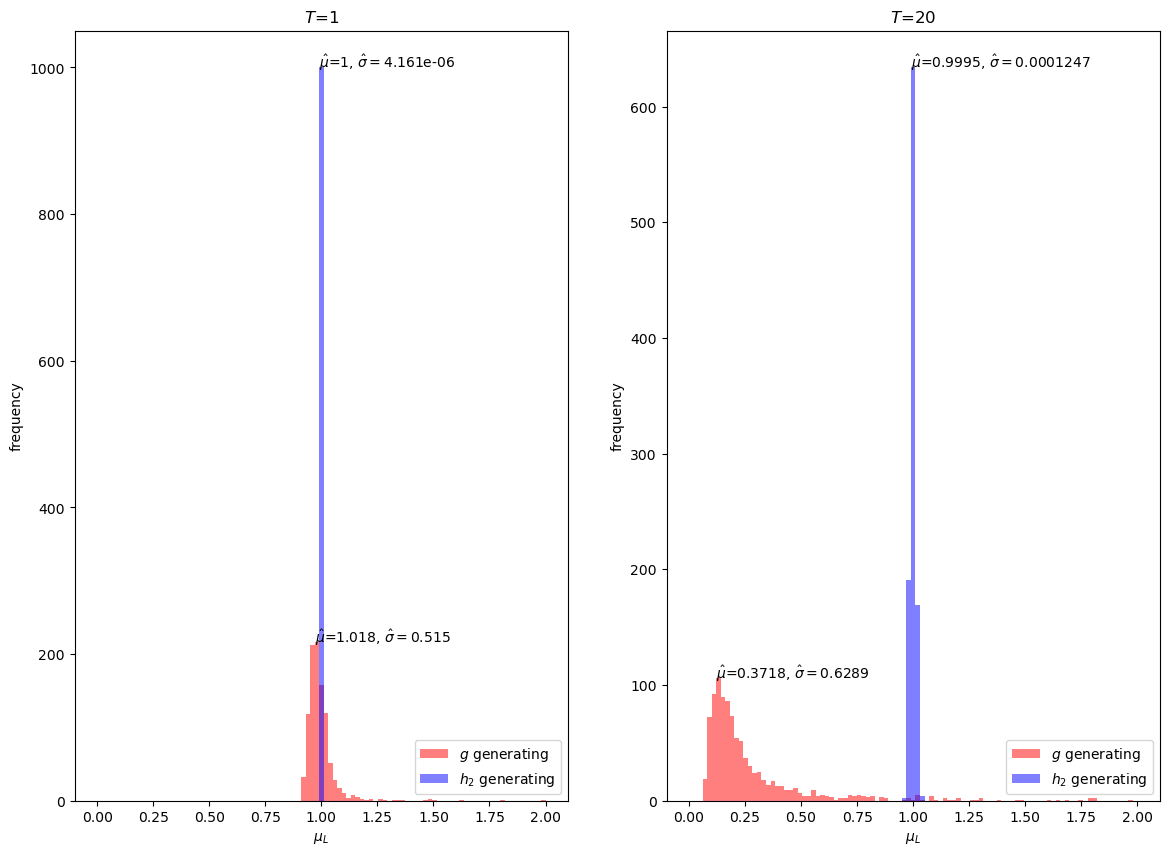 T=1
μ̂=1, σ̂ = 4.161e-06
μ̂=1.018, σ̂ = 0.515
frequency
1000
800
600
400
200
0
0.00 0.25 0.50 0.75 1.00 1.25 1.50 1.75 2.00
μ_L
g generating
h₂ generating
T=20
μ̂=0.9995, σ̂ = 0.0001247
μ̂=0.3718, σ̂ = 0.6289
frequency
600
500
400
300
200
100
0
0.00 0.25 0.50 0.75 1.00 1.25 1.50 1.75 2.00
μ_L
g generating
h₂ generating